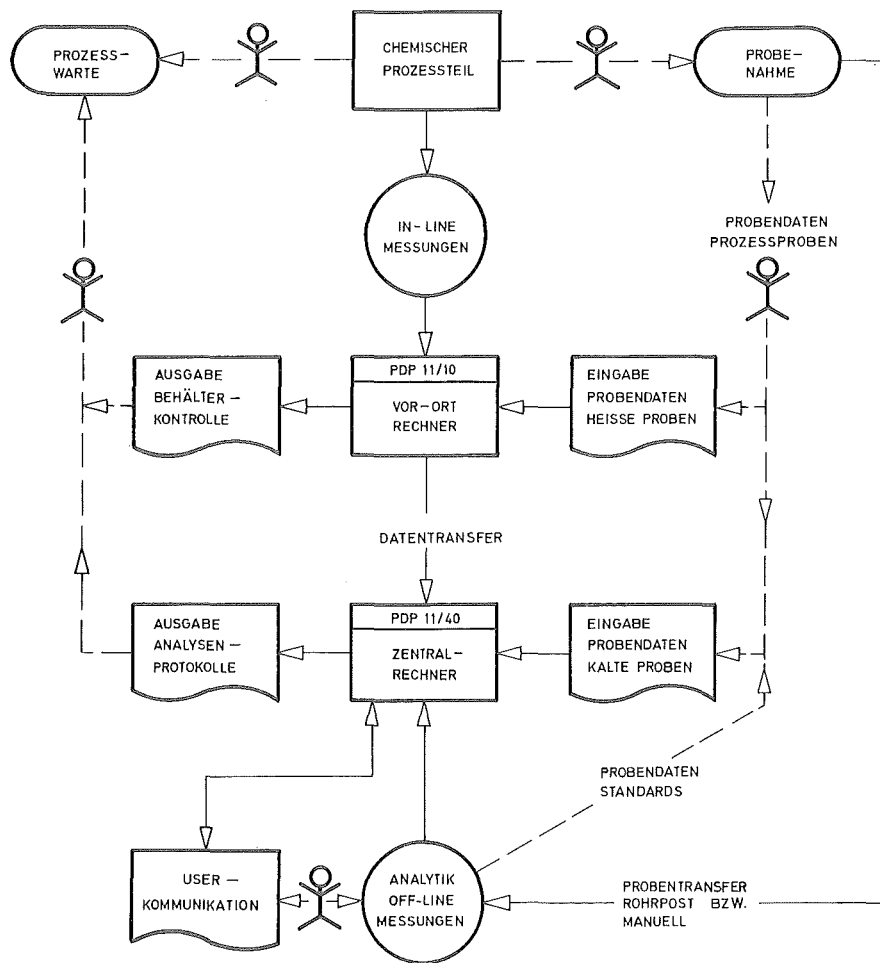 PROZESS-
WARTE
CHEMISCHER
PROZESSTEIL
PROBE-
NAHME
IN-LINE
MESSUNGEN
PROBENDATEN
PROZESSPROBEN
AUSGABE
BEHÄLTER-
KONTROLLE
PDP 11/10
VOR-ORT
RECHNER
EINGABE
PROBENDATEN
HEISSE PROBEN
DATENTRANSFER
AUSGABE
ANALYSEN-
PROTOKOLLE
PDP 11/40
ZENTRAL-
RECHNER
EINGABE
PROBENDATEN
KALTE PROBEN
PROBENDATEN
STANDARDS
USER-
KOMMUNIKATION
ANALYTIK
OFF-LINE
MESSUNGEN
PROBENTRANSFER
ROHRPOST BZW.
MANUELL